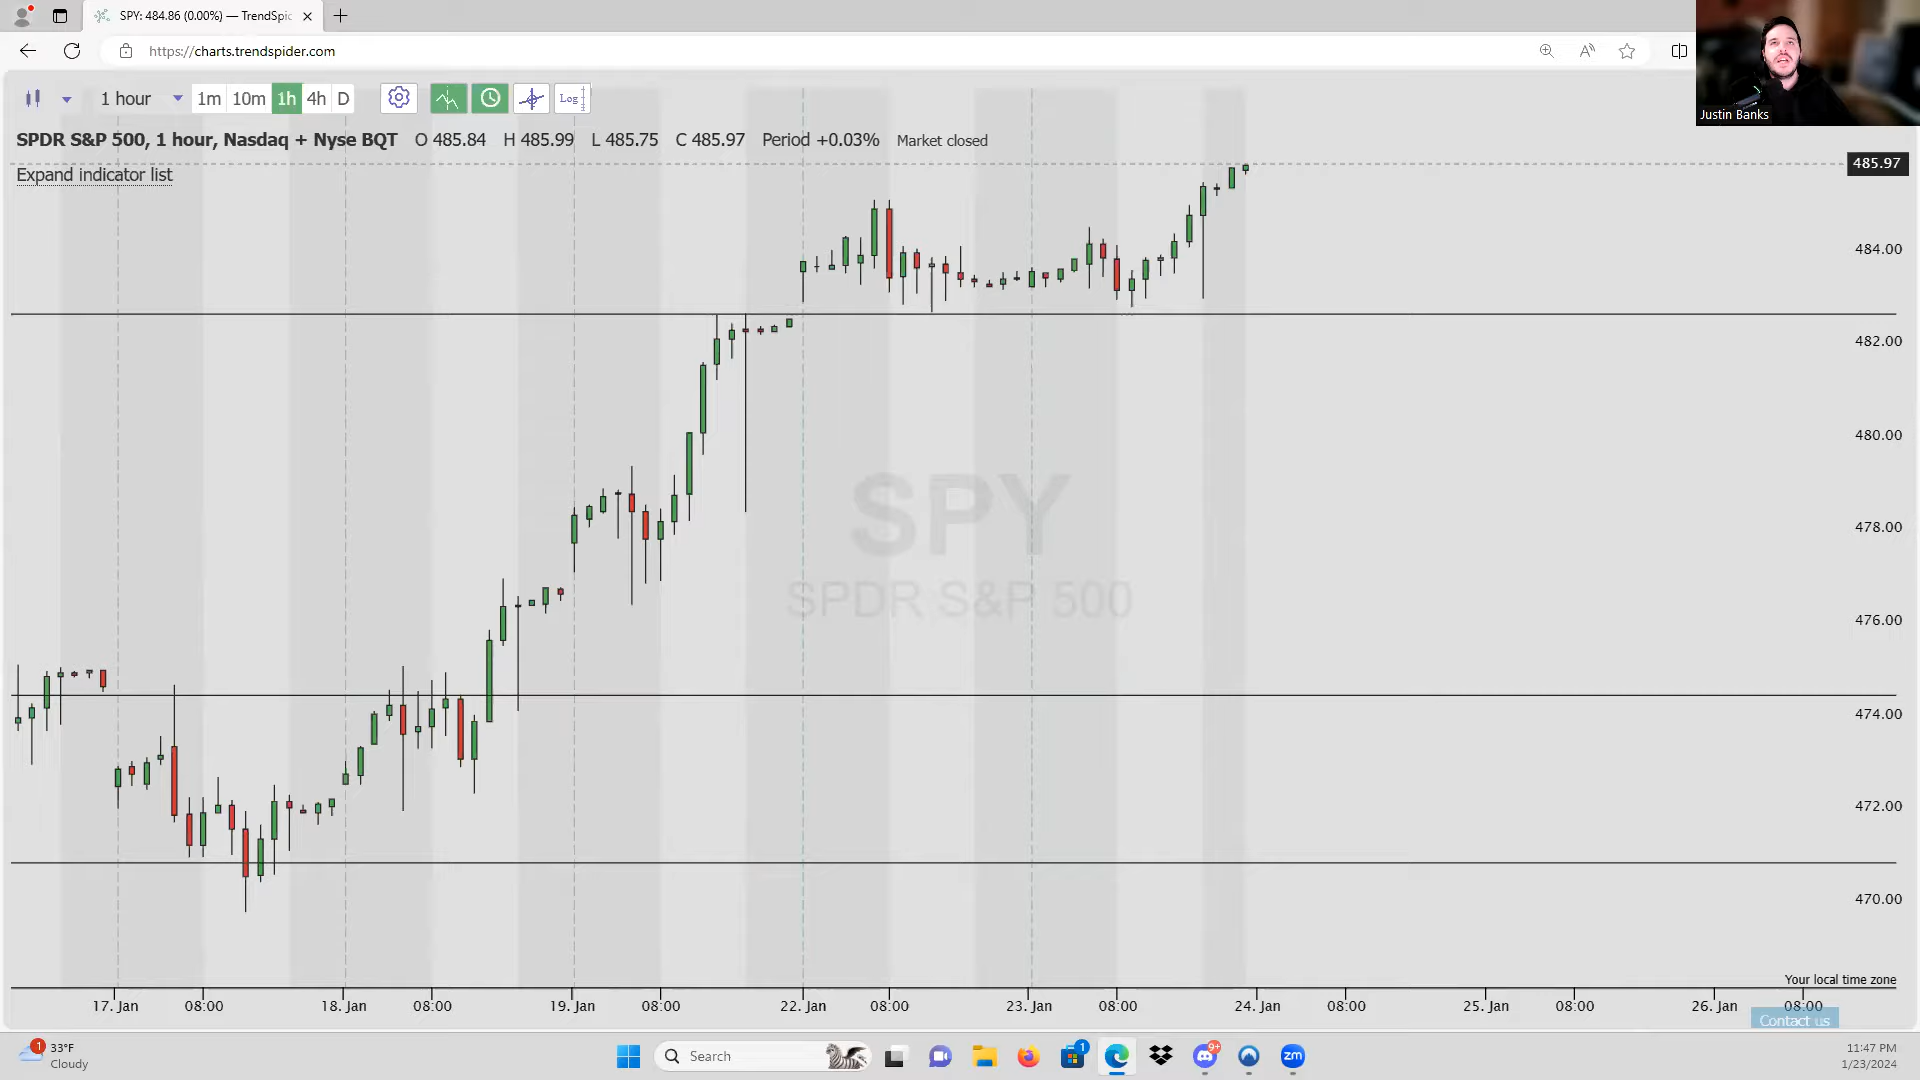 SPY: 484.86 (0.00%) — TrendSpic
https://charts.trendspider.com
Justin Banks
1 hour 1m 10m 1h 4h D Log
SPDR S&P 500, 1 hour, Nasdaq + Nyse BQT O 485.84 H 485.99 L 485.75 C 485.97 Period +0.03% Market closed
485.97
Expand indicator list
484.00
482.00
480.00
478.00
476.00
474.00
472.00
470.00
SPY
SPDR S&P 500
Your local time zone
17. Jan 08:00 18. Jan 08:00 19. Jan 08:00 22. Jan 08:00 23. Jan 08:00 24. Jan 08:00 25. Jan 08:00 26. Jan 08:00
Contact us
1 33°F
Cloudy
Search
1
9+
zm
11:47 PM
1/23/2024